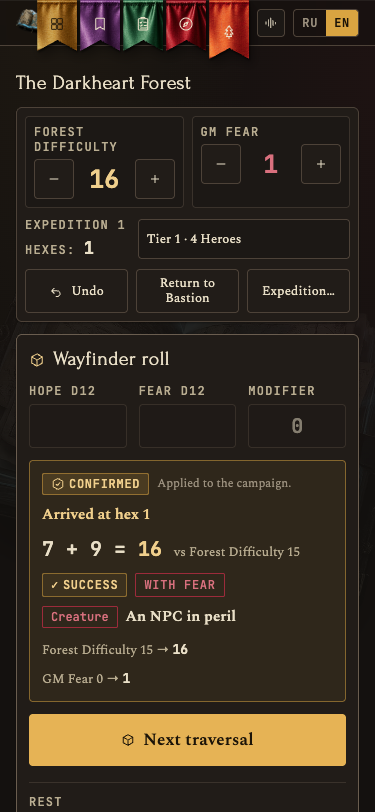 RU EN
The Darkheart Forest
FOREST
DIFFICULTY
− 16 +
GM FEAR
− 1 +
EXPEDITION 1
HEXES: 1
Tier 1 · 4 Heroes
Undo
Return to
Bastion
Expedition…
Wayfinder roll
HOPE D12
FEAR D12
MODIFIER
0
CONFIRMED
Applied to the campaign.
Arrived at hex 1
7 + 9 = 16 vs Forest Difficulty 15
✓ SUCCESS
WITH FEAR
Creature An NPC in peril
Forest Difficulty 15 → 16
GM Fear 0 → 1
Next traversal
REST